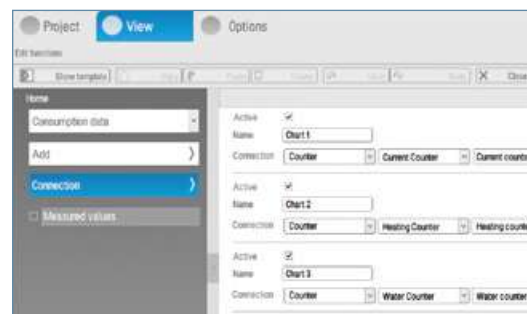 Project View Options
Edit functions
Show template Close
Home
Consumption data
Add
Connection
Measured values
Active
Name Chart 1
Connection Counter Current Counter Current counte
Active
Name Chart 2
Connection Counter Heating Counter Heating counte
Active
Name Chart 3
Connection Counter Water Counter Water counter